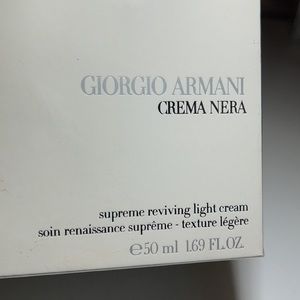 GIORGIO ARMANI
CREMA NERA
supreme reviving light cream
soin renaissance suprême - texture légère
℮50 ml 1.69 FL.OZ.